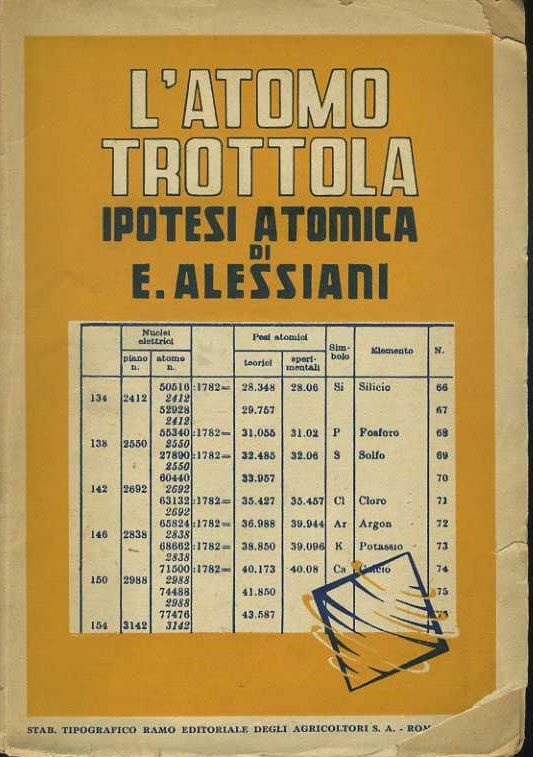 L'ATOMO
TROTTOLA
IPOTESI ATOMICA
DI
E. ALESSIANI
Nuclei elettrici Pesi atomici Sim-bolo Elemento N.
piano n. atomo n. teorici speri-mentali
50516 :1782= 28.348 28.06 Si Silicio 66
134 2412 2412
52928 29.757 67
2412
55340 :1782= 31.055 31.02 P Fosforo 68
138 2550 2550
27890 :1782= 32.485 32.06 S Solfo 69
2550
60440 33.957 70
142 2692 2692
63132 :1782= 35.427 35.457 Cl Cloro 71
2692
65824 :1782= 36.988 39.944 Ar Argon 72
146 2838 2838
68662 :1782= 38.850 39.096 K Potassio 73
2838
71500 :1782= 40.173 40.08 Ca Calcio 74
150 2988 2988
74488 41.850 75
2988
77476 43.587
154 3142 3142
STAB. TIPOGRAFICO RAMO EDITORIALE DEGLI AGRICOLTORI S. A. - ROM